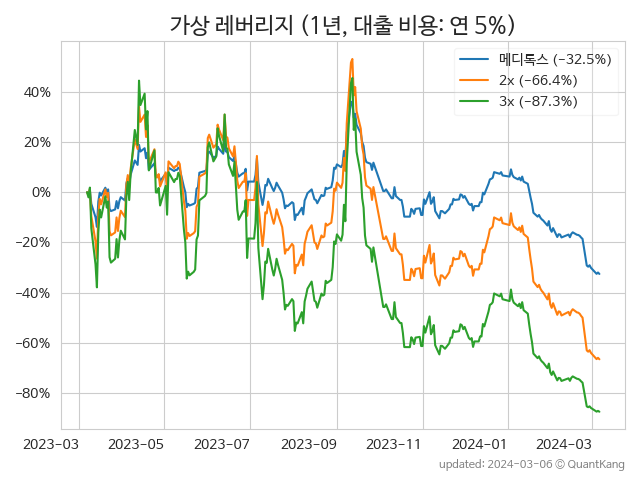 가상 레버리지 (1년, 대출 비용: 연 5%)
메디톡스 (-32.5%)
2x (-66.4%)
3x (-87.3%)
40%
20%
0%
-20%
-40%
-60%
-80%
2023-03 2023-05 2023-07 2023-09 2023-11 2024-01 2024-03
updated: 2024-03-06 © QuantKang